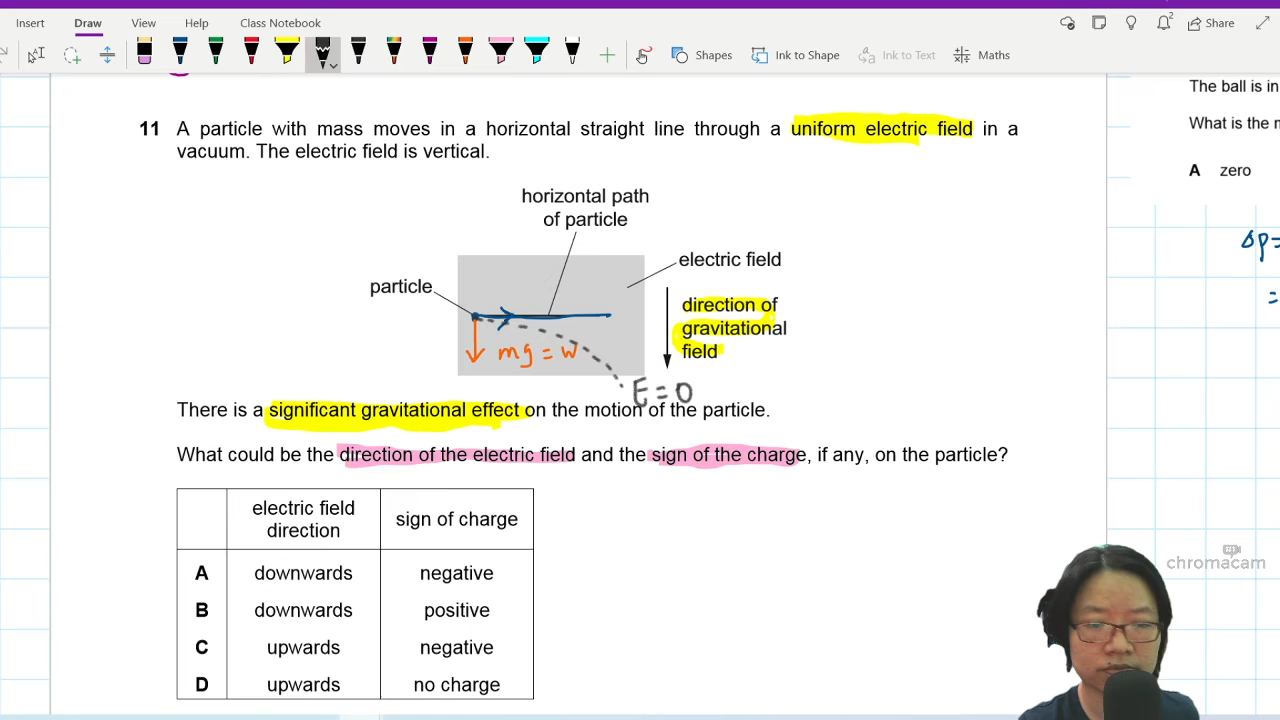 Insert Draw View Help Class Notebook
2
Share
Shapes Ink to Shape Ink to Text Maths
11 A particle with mass moves in a horizontal straight line through a uniform electric field in a
vacuum. The electric field is vertical.
horizontal path
of particle
electric field
particle
direction of
gravitational
field
mg = W
E = 0
There is a significant gravitational effect on the motion of the particle.
What could be the direction of the electric field and the sign of the charge, if any, on the particle?
electric field
direction
sign of charge
A downwards negative
B downwards positive
C upwards negative
D upwards no charge
The ball is in
What is the
A zero
Δp=
=
chromacam